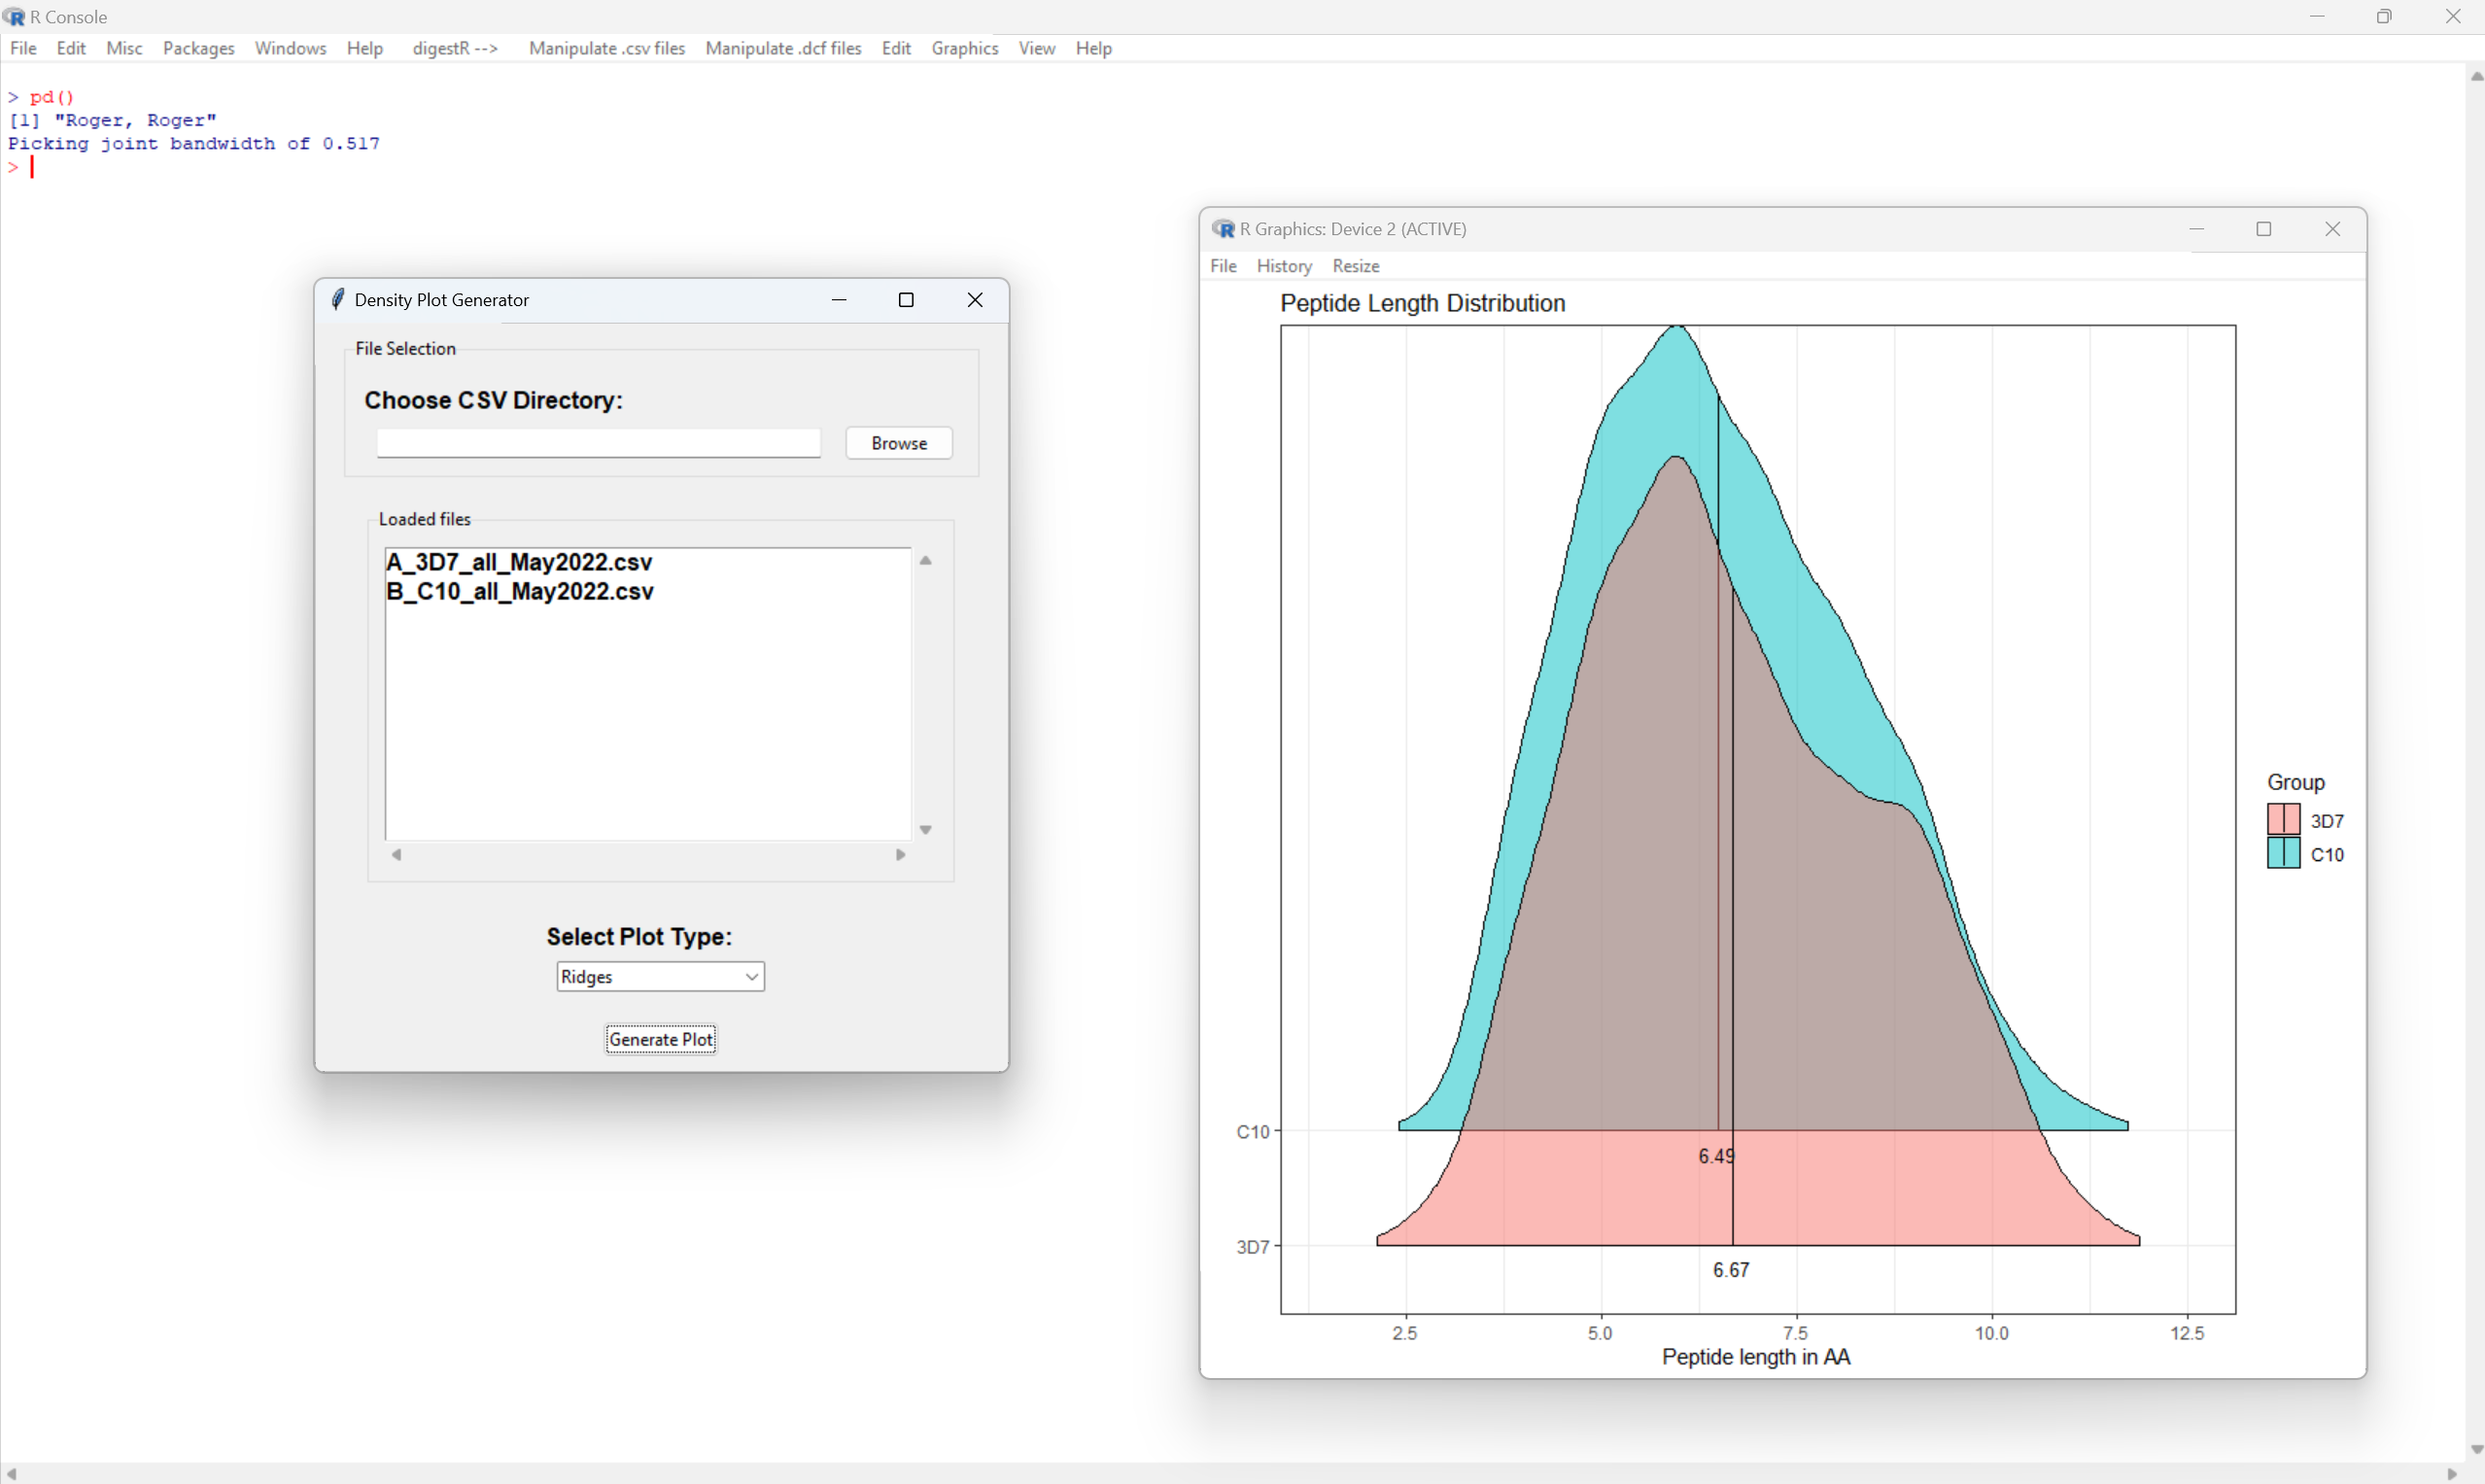 R Console
File Edit Misc Packages Windows Help digestR --> Manipulate .csv files Manipulate .dcf files Edit Graphics View Help
> pd()
[1] "Roger, Roger"
Picking joint bandwidth of 0.517
>
Density Plot Generator
File Selection
Choose CSV Directory:
Browse
Loaded files
A_3D7_all_May2022.csv
B_C10_all_May2022.csv
Select Plot Type:
Ridges
Generate Plot
R Graphics: Device 2 (ACTIVE)
File History Resize
Peptide Length Distribution
Group
3D7
C10
C10
6.49
3D7
6.67
2.5 5.0 7.5 10.0 12.5
Peptide length in AA